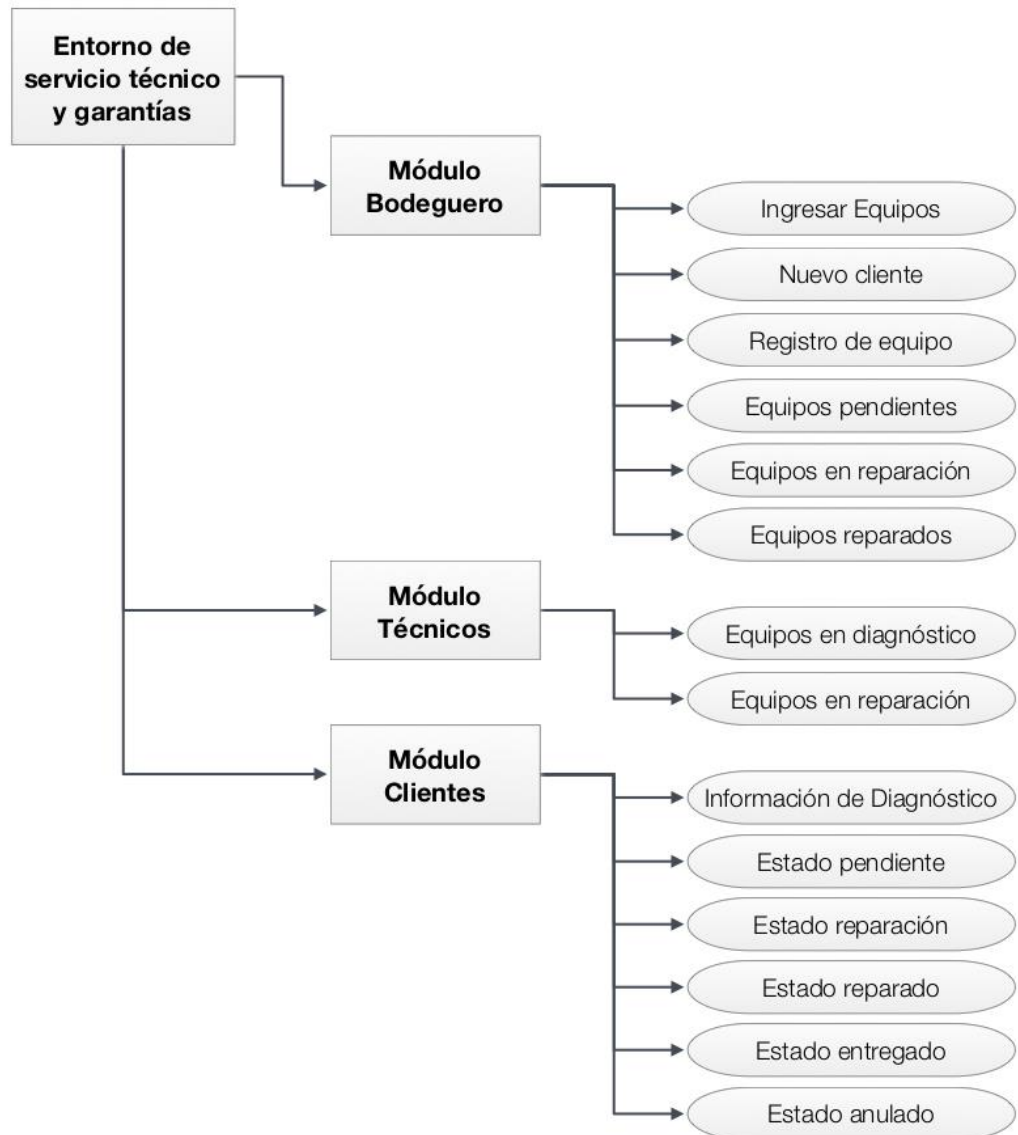 Entorno de
servicio técnico
y garantías
Módulo
Bodeguero
Ingresar Equipos
Nuevo cliente
Registro de equipo
Equipos pendientes
Equipos en reparación
Equipos reparados
Módulo
Técnicos
Equipos en diagnóstico
Equipos en reparación
Módulo
Clientes
Información de Diagnóstico
Estado pendiente
Estado reparación
Estado reparado
Estado entregado
Estado anulado